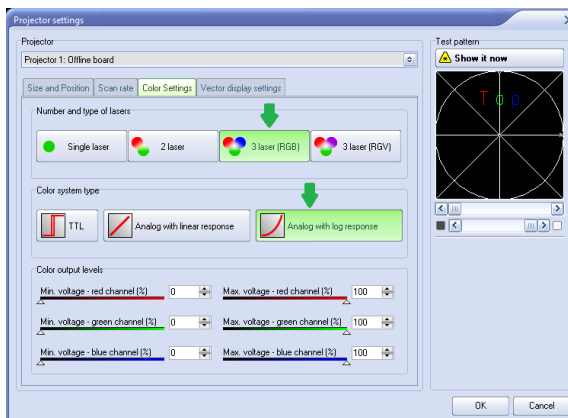 Projector settings
Projector
Projector 1: Offline board
Size and Position
Scan rate
Color Settings
Vector display settings
Number and type of lasers
Single laser
2 laser
3 laser (RGB)
3 laser (RGV)
Color system type
TTL
Analog with linear response
Analog with log response
Color output levels
Min. voltage - red channel (%)
0
Max. voltage - red channel (%)
100
Min. voltage - green channel (%)
0
Max. voltage - green channel (%)
100
Min. voltage - blue channel (%)
0
Max. voltage - blue channel (%)
100
Test pattern
Show it now
Top
OK
Cancel